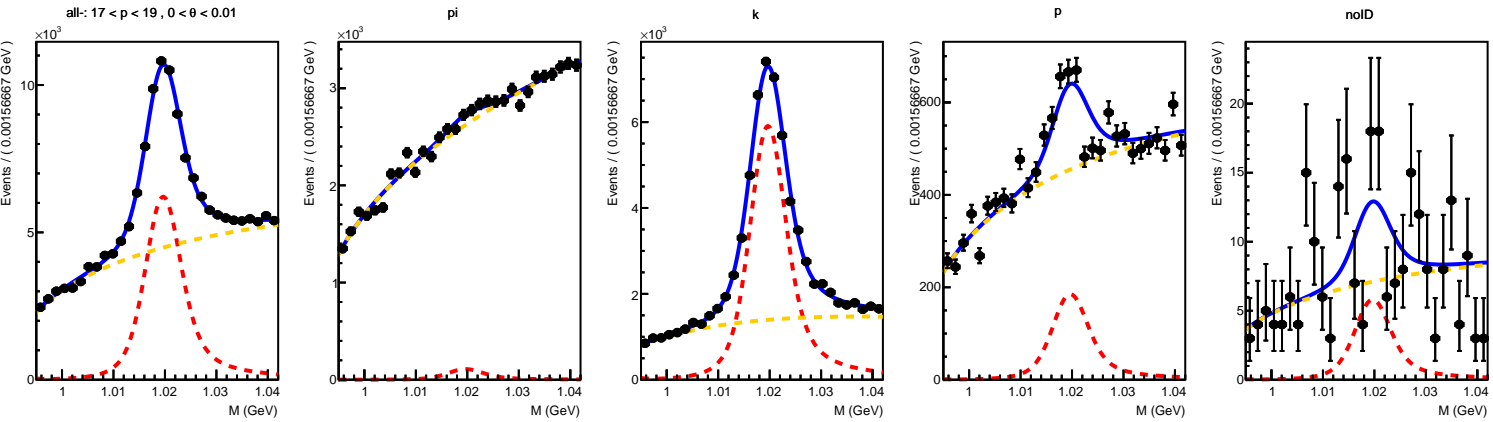 all-: 17 < p < 19 , 0 < θ < 0.01
×10³
Events / ( 0.00156667 GeV )
10
5
0
1 1.01 1.02 1.03 1.04
M (GeV)
pi
×10³
Events / ( 0.00156667 GeV )
3
2
1
0
1 1.01 1.02 1.03 1.04
M (GeV)
k
×10³
Events / ( 0.00156667 GeV )
6
4
2
0
1 1.01 1.02 1.03 1.04
M (GeV)
p
Events / ( 0.00156667 GeV )
600
400
200
0
1 1.01 1.02 1.03 1.04
M (GeV)
noID
Events / ( 0.00156667 GeV )
20
15
10
5
0
1 1.01 1.02 1.03 1.04
M (GeV)